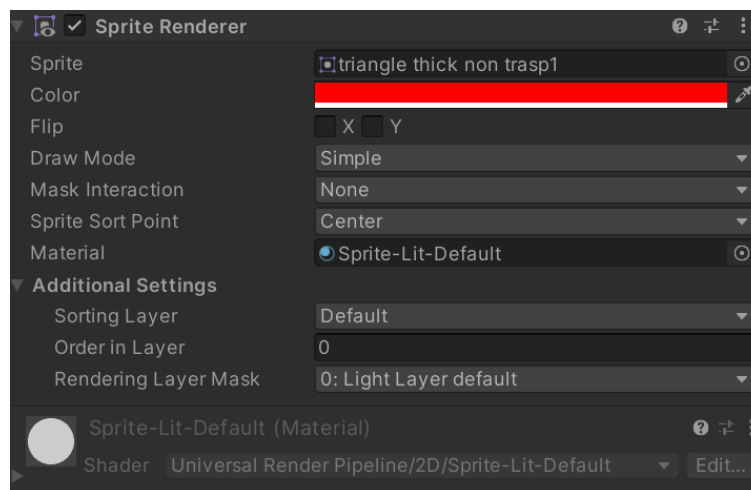 Sprite Renderer
Sprite triangle thick non trasp1
Color
Flip X Y
Draw Mode Simple
Mask Interaction None
Sprite Sort Point Center
Material Sprite-Lit-Default
Additional Settings
Sorting Layer Default
Order in Layer 0
Rendering Layer Mask 0: Light Layer default
Sprite-Lit-Default (Material)
Shader Universal Render Pipeline/2D/Sprite-Lit-Default Edit...